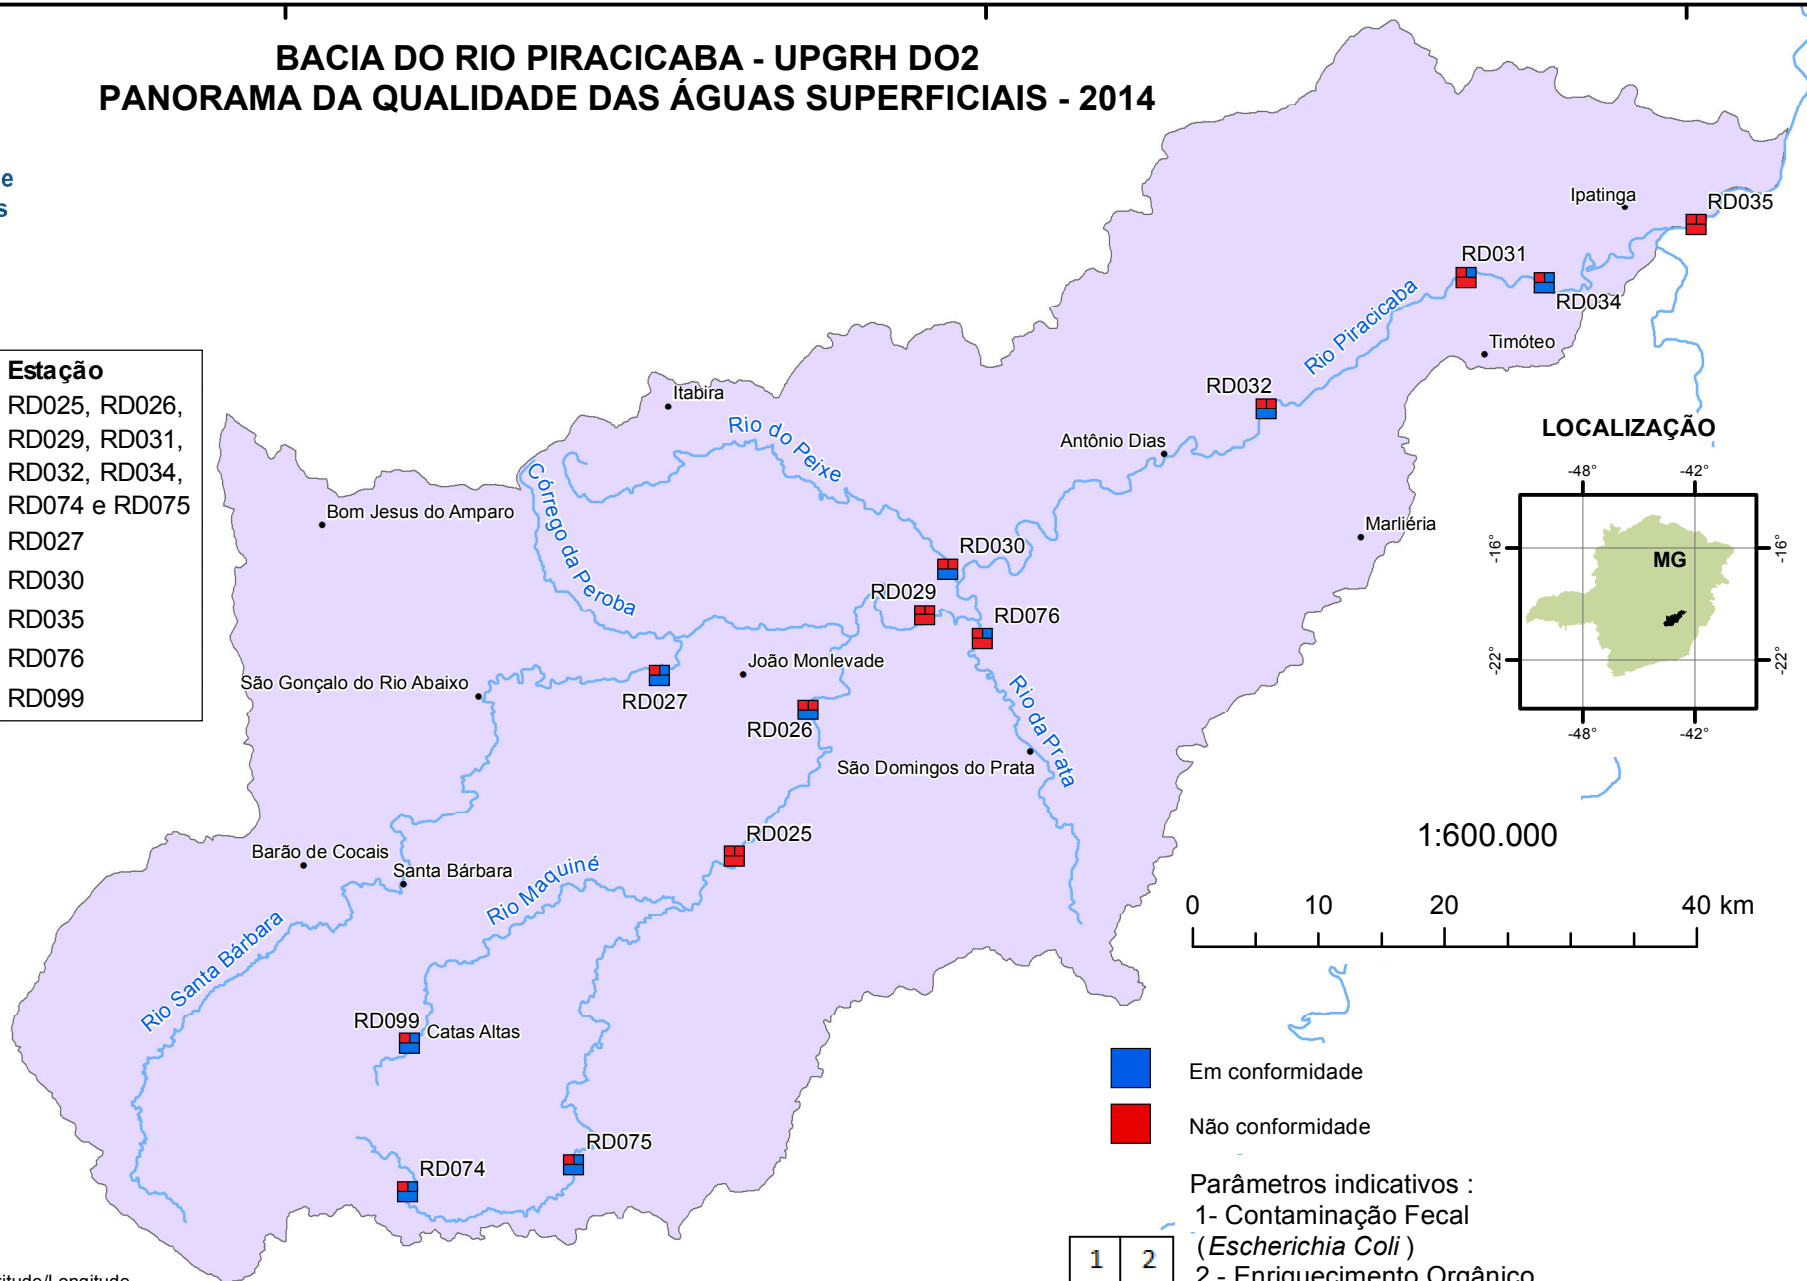 BACIA DO RIO PIRACICABA - UPGRH DO2
PANORAMA DA QUALIDADE DAS ÁGUAS SUPERFICIAIS - 2014
e
s
Estação
RD025, RD026,
RD029, RD031,
RD032, RD034,
RD074 e RD075
RD027
RD030
RD035
RD076
RD099
Ipatinga
RD035
RD031
RD034
Rio Piracicaba
Timóteo
RD032
Itabira
Rio do Peixe
Antônio Dias
Córrego da Peroba
Bom Jesus do Amparo
Marliéria
RD030
RD029
RD076
João Monlevade
São Gonçalo do Rio Abaixo
RD027
RD026
Rio da Prata
São Domingos do Prata
RD025
Barão de Cocais
Santa Bárbara
Rio Maquiné
Rio Santa Bárbara
RD099
Catas Altas
RD075
RD074
LOCALIZAÇÃO
-48° -42°
-16° MG -16°
-22° -22°
-48° -42°
1:600.000
0 10 20 40 km
Em conformidade
Não conformidade
Parâmetros indicativos :
1- Contaminação Fecal
(Escherichia Coli )
1 2
2 - Enriquecimento Orgânico